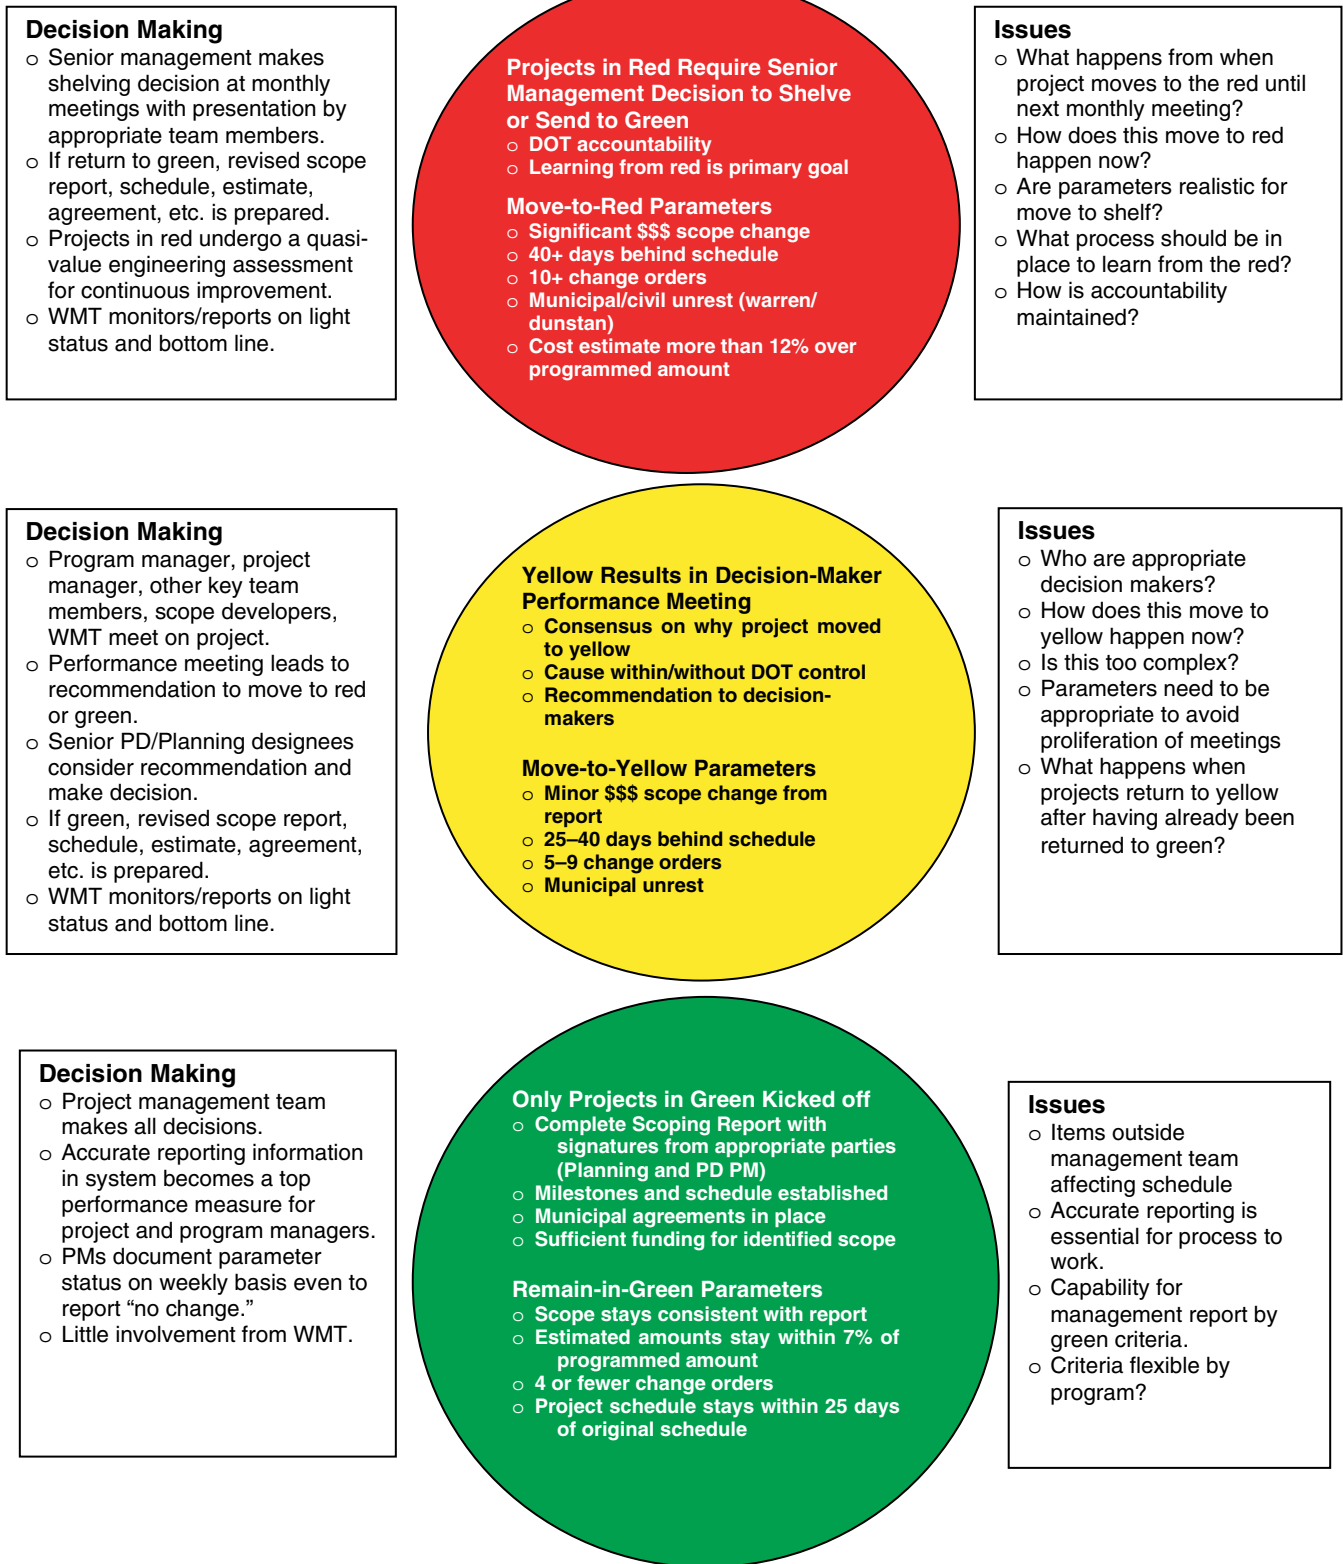 Decision Making
o Senior management makes
shelving decision at monthly
meetings with presentation by
appropriate team members.
o If return to green, revised scope
report, schedule, estimate,
agreement, etc. is prepared.
o Projects in red undergo a quasi-
value engineering assessment
for continuous improvement.
o WMT monitors/reports on light
status and bottom line.
Projects in Red Require Senior
Management Decision to Shelve
or Send to Green
o DOT accountability
o Learning from red is primary goal
Move-to-Red Parameters
o Significant $$$ scope change
o 40+ days behind schedule
o 10+ change orders
o Municipal/civil unrest (warren/
dunstan)
o Cost estimate more than 12% over
programmed amount
Issues
o What happens from when
project moves to the red until
next monthly meeting?
o How does this move to red
happen now?
o Are parameters realistic for
move to shelf?
o What process should be in
place to learn from the red?
o How is accountability
maintained?
Decision Making
o Program manager, project
manager, other key team
members, scope developers,
WMT meet on project.
o Performance meeting leads to
recommendation to move to red
or green.
o Senior PD/Planning designees
consider recommendation and
make decision.
o If green, revised scope report,
schedule, estimate, agreement,
etc. is prepared.
o WMT monitors/reports on light
status and bottom line.
Yellow Results in Decision-Maker
Performance Meeting
o Consensus on why project moved
to yellow
o Cause within/without DOT control
o Recommendation to decision-
makers
Move-to-Yellow Parameters
o Minor $$$ scope change from
report
o 25–40 days behind schedule
o 5–9 change orders
o Municipal unrest
Issues
o Who are appropriate
decision makers?
o How does this move to
yellow happen now?
o Is this too complex?
o Parameters need to be
appropriate to avoid
proliferation of meetings
o What happens when
projects return to yellow
after having already been
returned to green?
Decision Making
o Project management team
makes all decisions.
o Accurate reporting information
in system becomes a top
performance measure for
project and program managers.
o PMs document parameter
status on weekly basis even to
report “no change.”
o Little involvement from WMT.
Only Projects in Green Kicked off
o Complete Scoping Report with
signatures from appropriate parties
(Planning and PD PM)
o Milestones and schedule established
o Municipal agreements in place
o Sufficient funding for identified scope
Remain-in-Green Parameters
o Scope stays consistent with report
o Estimated amounts stay within 7% of
programmed amount
o 4 or fewer change orders
o Project schedule stays within 25 days
of original schedule
Issues
o Items outside
management team
affecting schedule
o Accurate reporting is
essential for process to
work.
o Capability for
management report by
green criteria.
o Criteria flexible by
program?